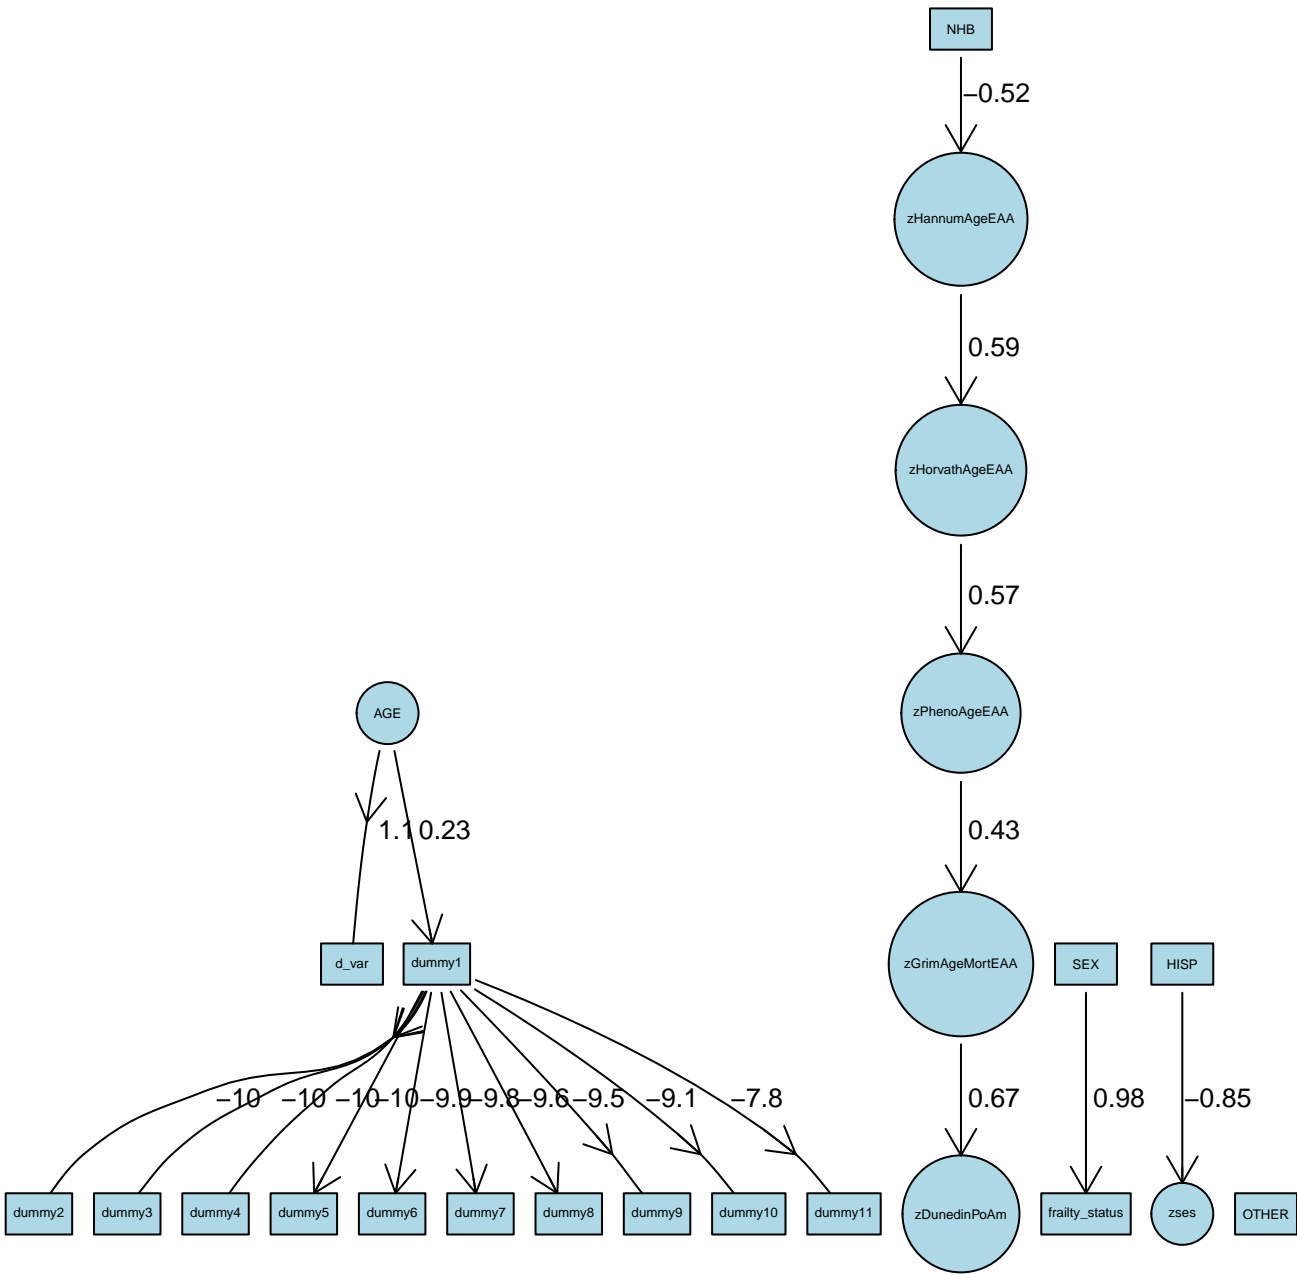 NHB
−0.52
zHannumAgeEAA
0.59
zHorvathAgeEAA
0.57
AGE
zPhenoAgeEAA
1.1
0.23
0.43
d_var
dummy1
zGrimAgeMortEAA
SEX
HISP
−10
−10
−10
−10
−9.9
−9.8
−9.6
−9.5
−9.1
−7.8
0.67
0.98
−0.85
dummy2
dummy3
dummy4
dummy5
dummy6
dummy7
dummy8
dummy9
dummy10
dummy11
zDunedinPoAm
frailty_status
zses
OTHER